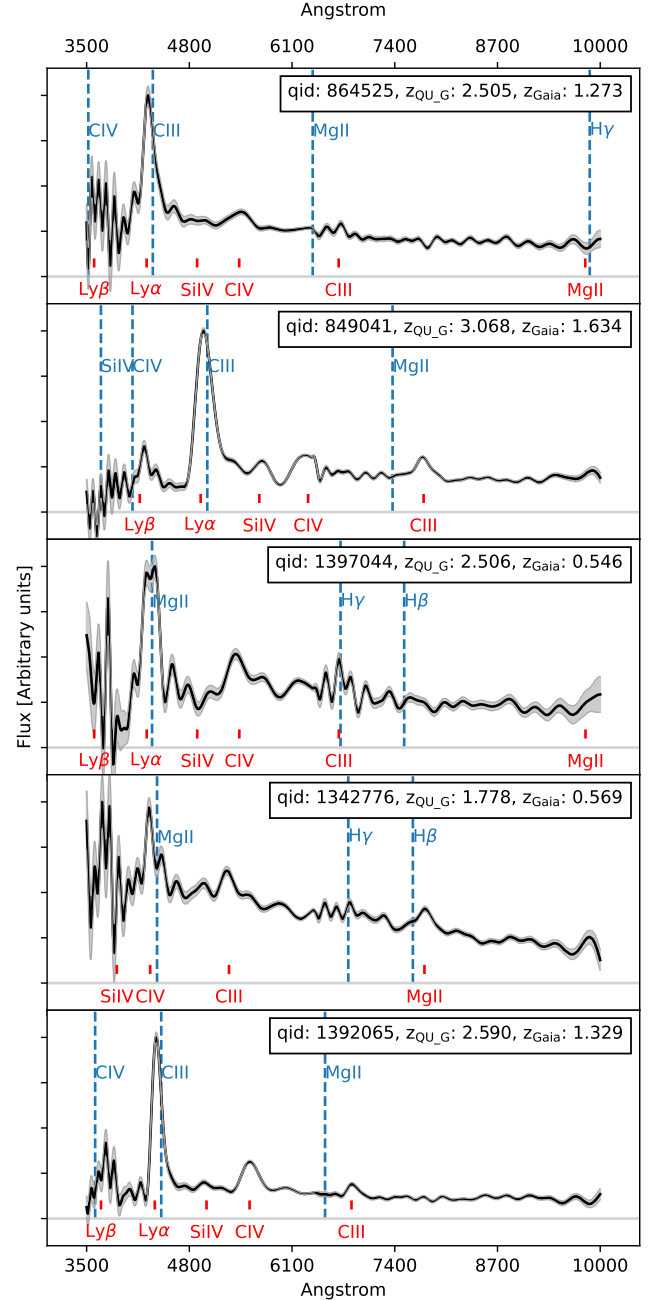 Angstrom
3500 4800 6100 7400 8700 10000
qid: 864525, z_QU_G: 2.505, z_Gaia: 1.273
CIV CIII MgII Hγ
Lyβ Lyα SiIV CIV CIII MgII
qid: 849041, z_QU_G: 3.068, z_Gaia: 1.634
SiIV CIV CIII MgII
Lyβ Lyα SiIV CIV CIII
Flux [Arbitrary units]
qid: 1397044, z_QU_G: 2.506, z_Gaia: 0.546
MgII Hγ Hβ
Lyβ Lyα SiIV CIV CIII MgII
qid: 1342776, z_QU_G: 1.778, z_Gaia: 0.569
MgII Hγ Hβ
SiIV CIV CIII MgII
qid: 1392065, z_QU_G: 2.590, z_Gaia: 1.329
CIV CIII MgII
Lyβ Lyα SiIV CIV CIII
3500 4800 6100 7400 8700 10000
Angstrom